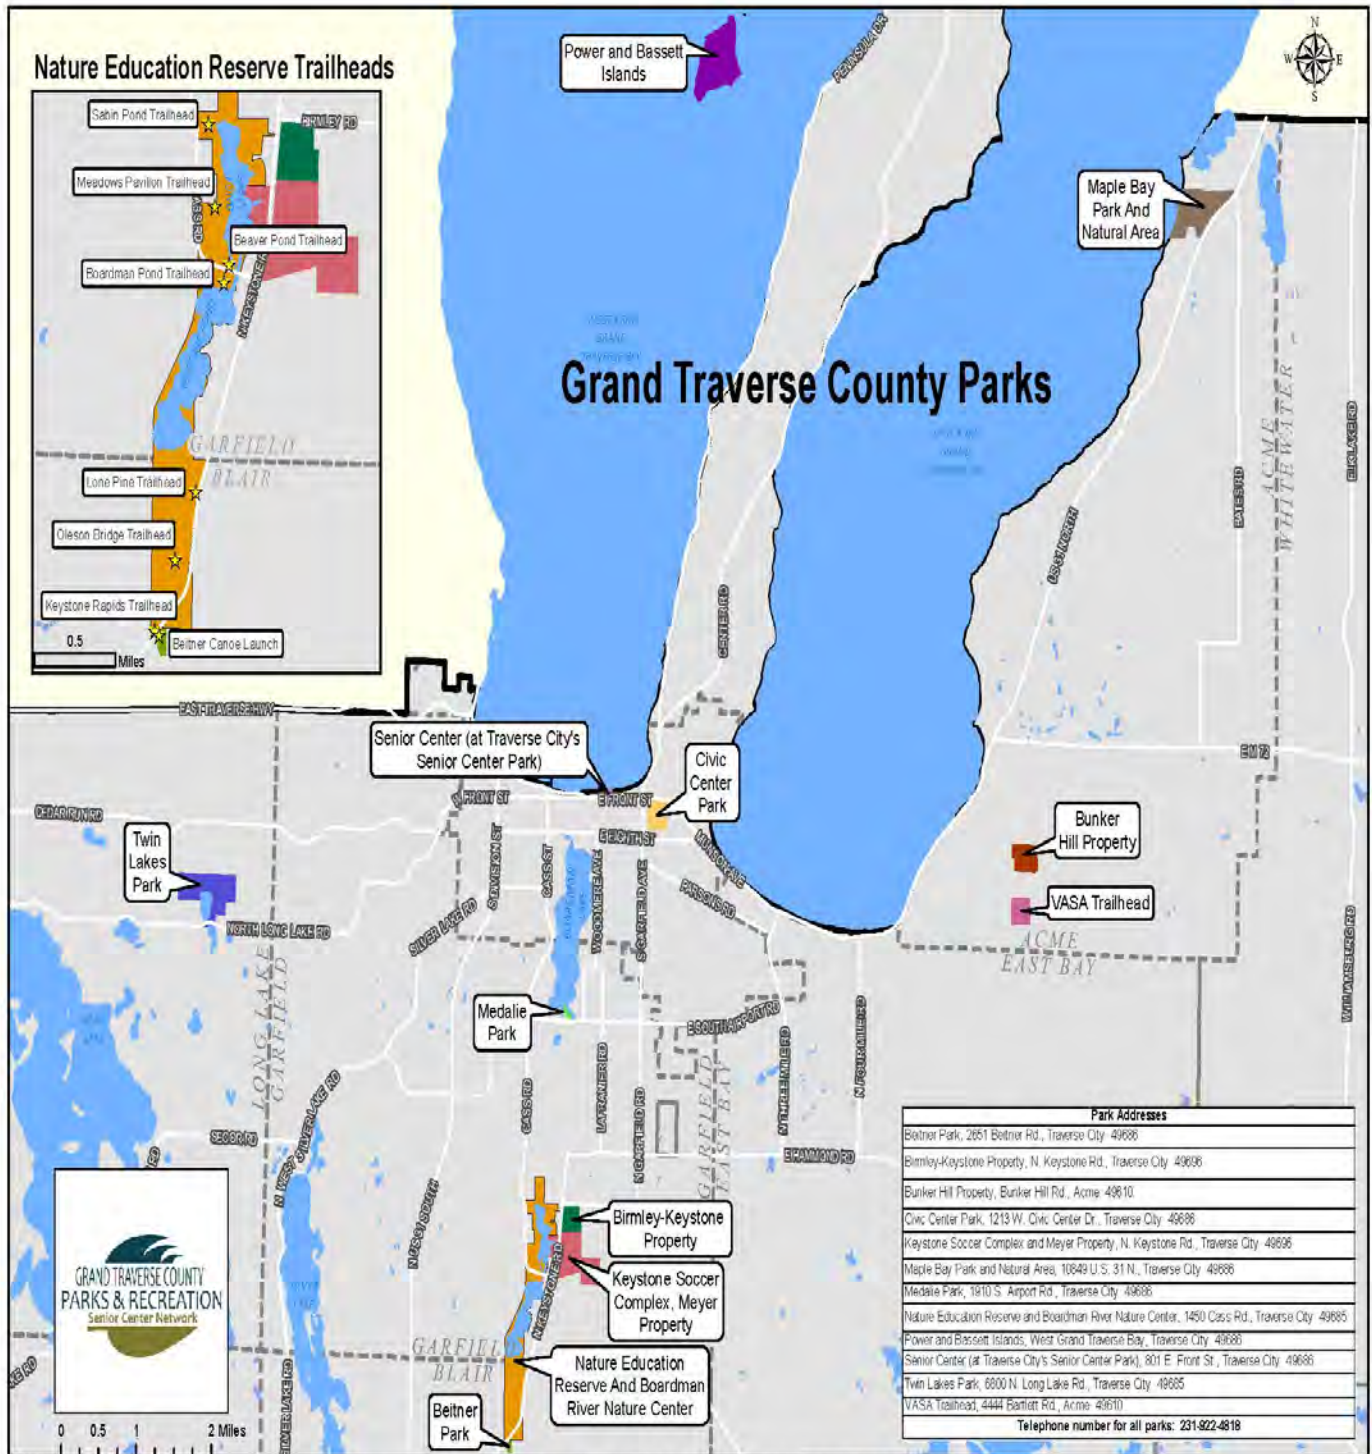 Nature Education Reserve Trailheads
Sabin Pond Trailhead
BIRMLEY RD
Meadows Pavilion Trailhead
Beaver Pond Trailhead
Boardman Pond Trailhead
GARFIELD
BLAIR
Lone Pine Trailhead
Oleson Bridge Trailhead
Keystone Rapids Trailhead
Beitner Canoe Launch
0.5
Miles
Power and Bassett
Islands
PENINSULA DR
N
W E
S
Maple Bay
Park And
Natural Area
Grand Traverse County Parks
ACME
WHITEWATER
BATES RD
ELK LAKE RD
US-31 NORTH
CENTER RD
EAST TRAVERSE HWY
Senior Center (at Traverse City's
Senior Center Park)
Civic
Center
Park
E M 72
CEDAR RUN RD
FRONT ST
E FRONT ST
E EIGHTH ST
MUNSON AVE
Twin
Lakes
Park
Bunker
Hill Property
VASA Trailhead
S DIVISION ST
CASS ST
WOODMERE AVE
S GARFIELD AVE
PARSONS RD
NORTH LONG LAKE RD
SILVER LAKE RD
ACME
EAST BAY
WILLIAMSBURG RD
LONG LAKE
GARFIELD
Medalie
Park
E SOUTH AIRPORT RD
N THREE MILE RD
N FOUR MILE RD
CASS RD
LAFRANIER RD
N GARFIELD RD
GARFIELD
EAST BAY
SECOR RD
N WEST SILVER LAKE RD
E HAMMOND RD
N US-31 SOUTH
N KEYSTONE RD
Birmley-Keystone
Property
Keystone Soccer
Complex, Meyer
Property
GARFIELD
BLAIR
Nature Education
Reserve And Boardman
River Nature Center
Beitner
Park
GRAND TRAVERSE COUNTY
PARKS & RECREATION
Senior Center Network
0 0.5 1 2 Miles
Park Addresses
Beitner Park, 2651 Beitner Rd., Traverse City 49686
Birmley-Keystone Property, N. Keystone Rd., Traverse City 49696
Bunker Hill Property, Bunker Hill Rd., Acme 49610
Civic Center Park, 1213 W. Civic Center Dr., Traverse City 49686
Keystone Soccer Complex and Meyer Property, N. Keystone Rd., Traverse City 49696
Maple Bay Park and Natural Area, 10849 U.S. 31 N., Traverse City 49686
Medalie Park, 1910 S. Airport Rd., Traverse City 49686
Nature Education Reserve and Boardman River Nature Center, 1450 Cass Rd., Traverse City 49685
Power and Bassett Islands, West Grand Traverse Bay, Traverse City 49686
Senior Center (at Traverse City's Senior Center Park), 801 E. Front St., Traverse City 49686
Twin Lakes Park, 6800 N. Long Lake Rd., Traverse City 49685
VASA Trailhead, 4444 Bartlett Rd., Acme 49610
Telephone number for all parks: 231-922-4818